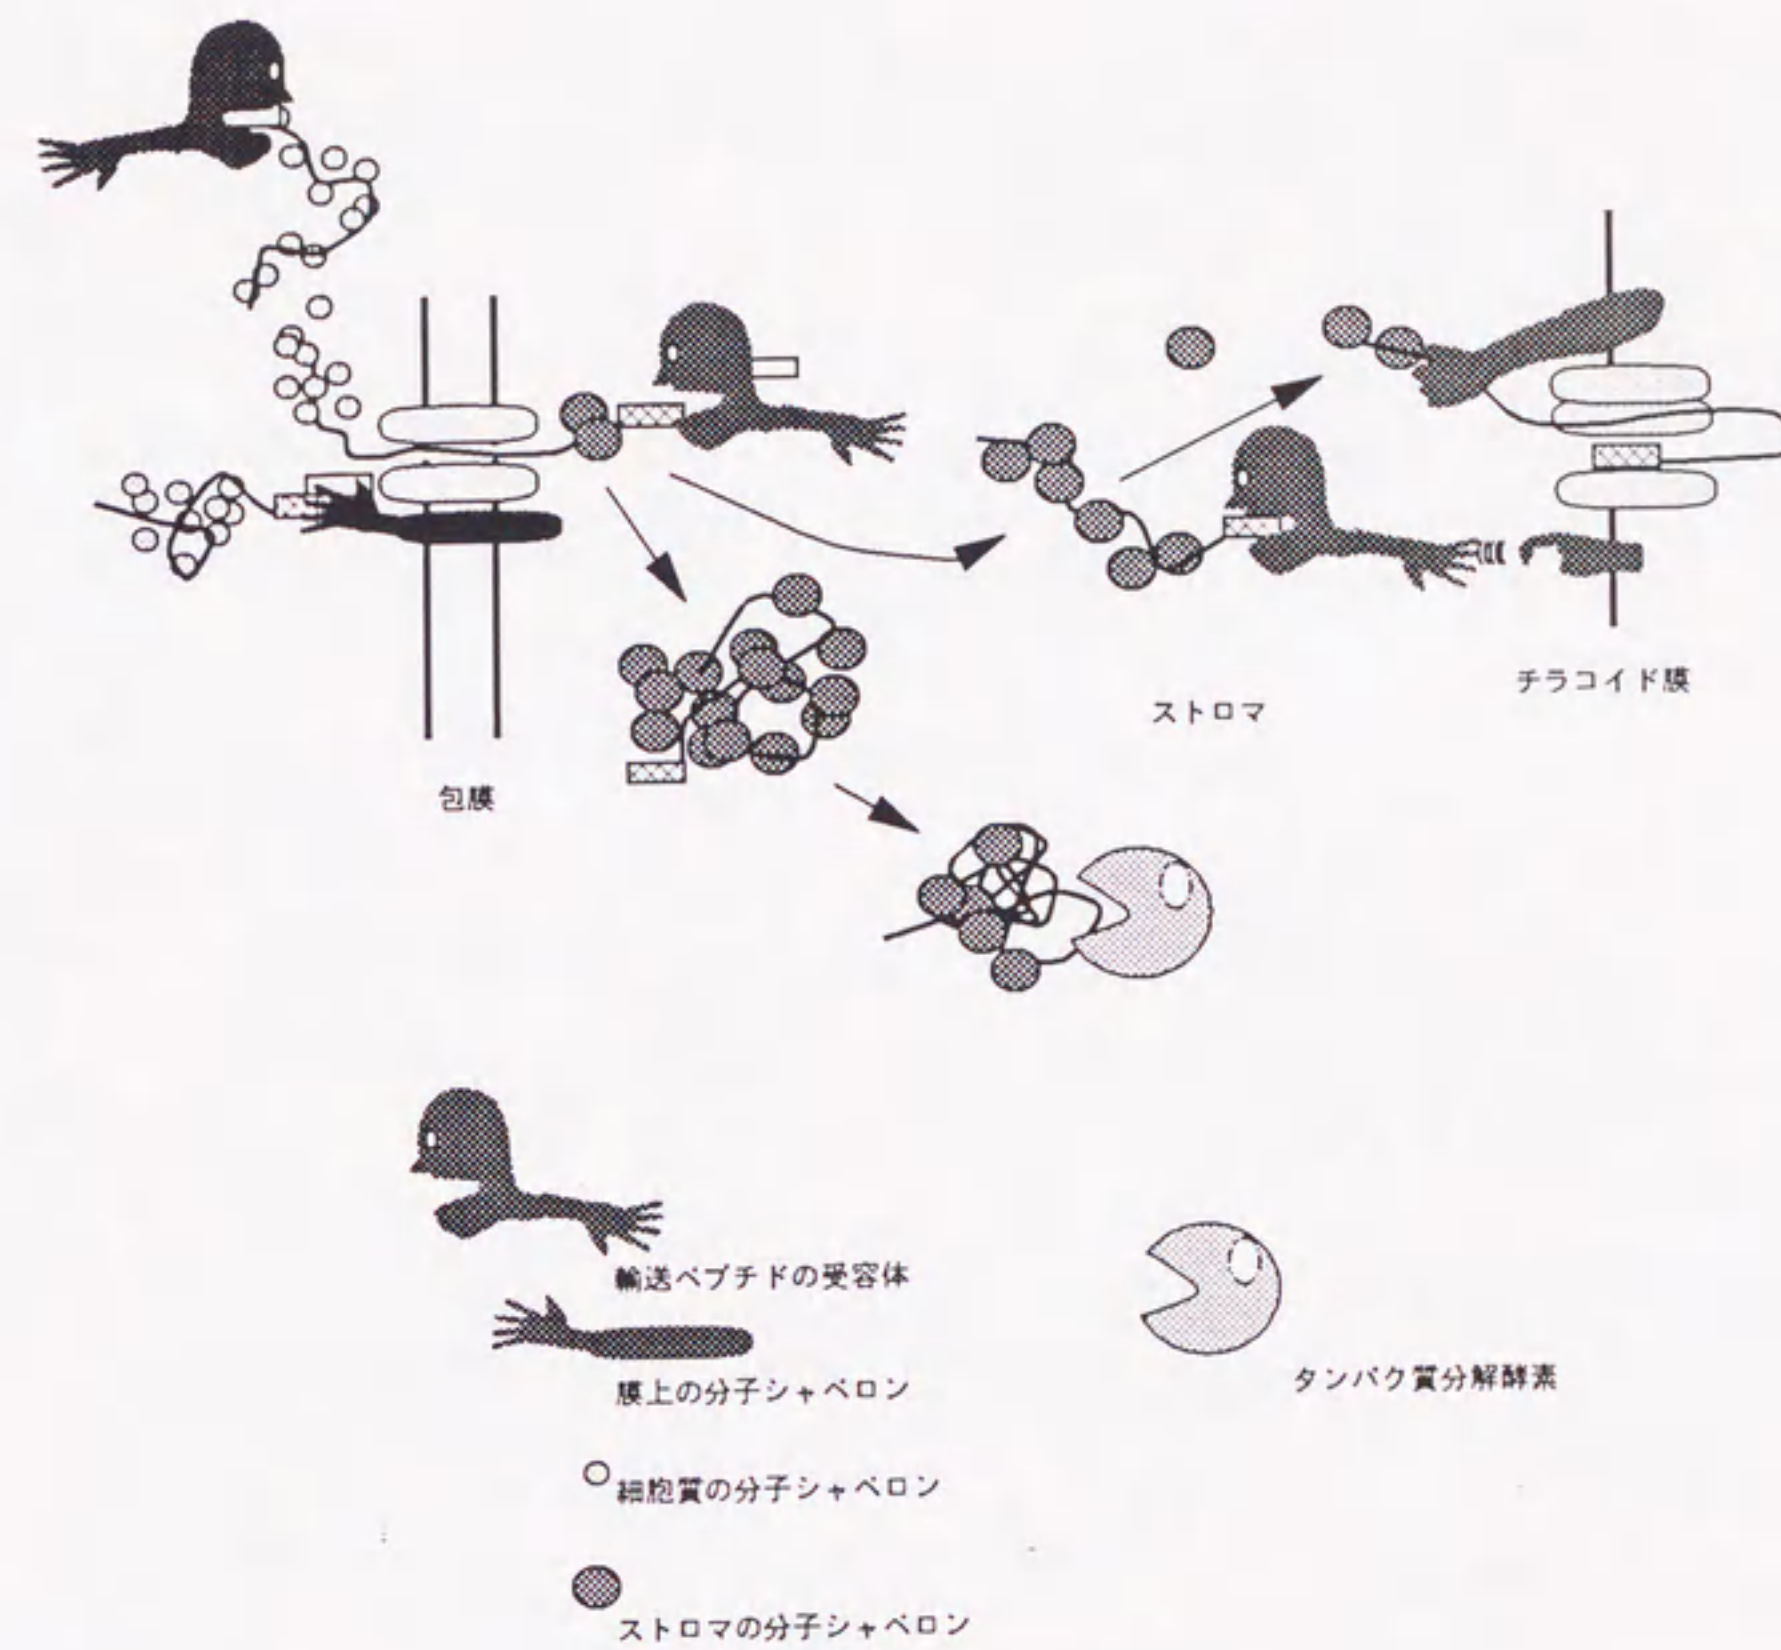 チラコイド膜
ストロマ
包膜
輸送ペプチドの受容体
膜上の分子シャペロン
タンパク質分解酵素
細胞質の分子シャペロン
ストロマの分子シャペロン